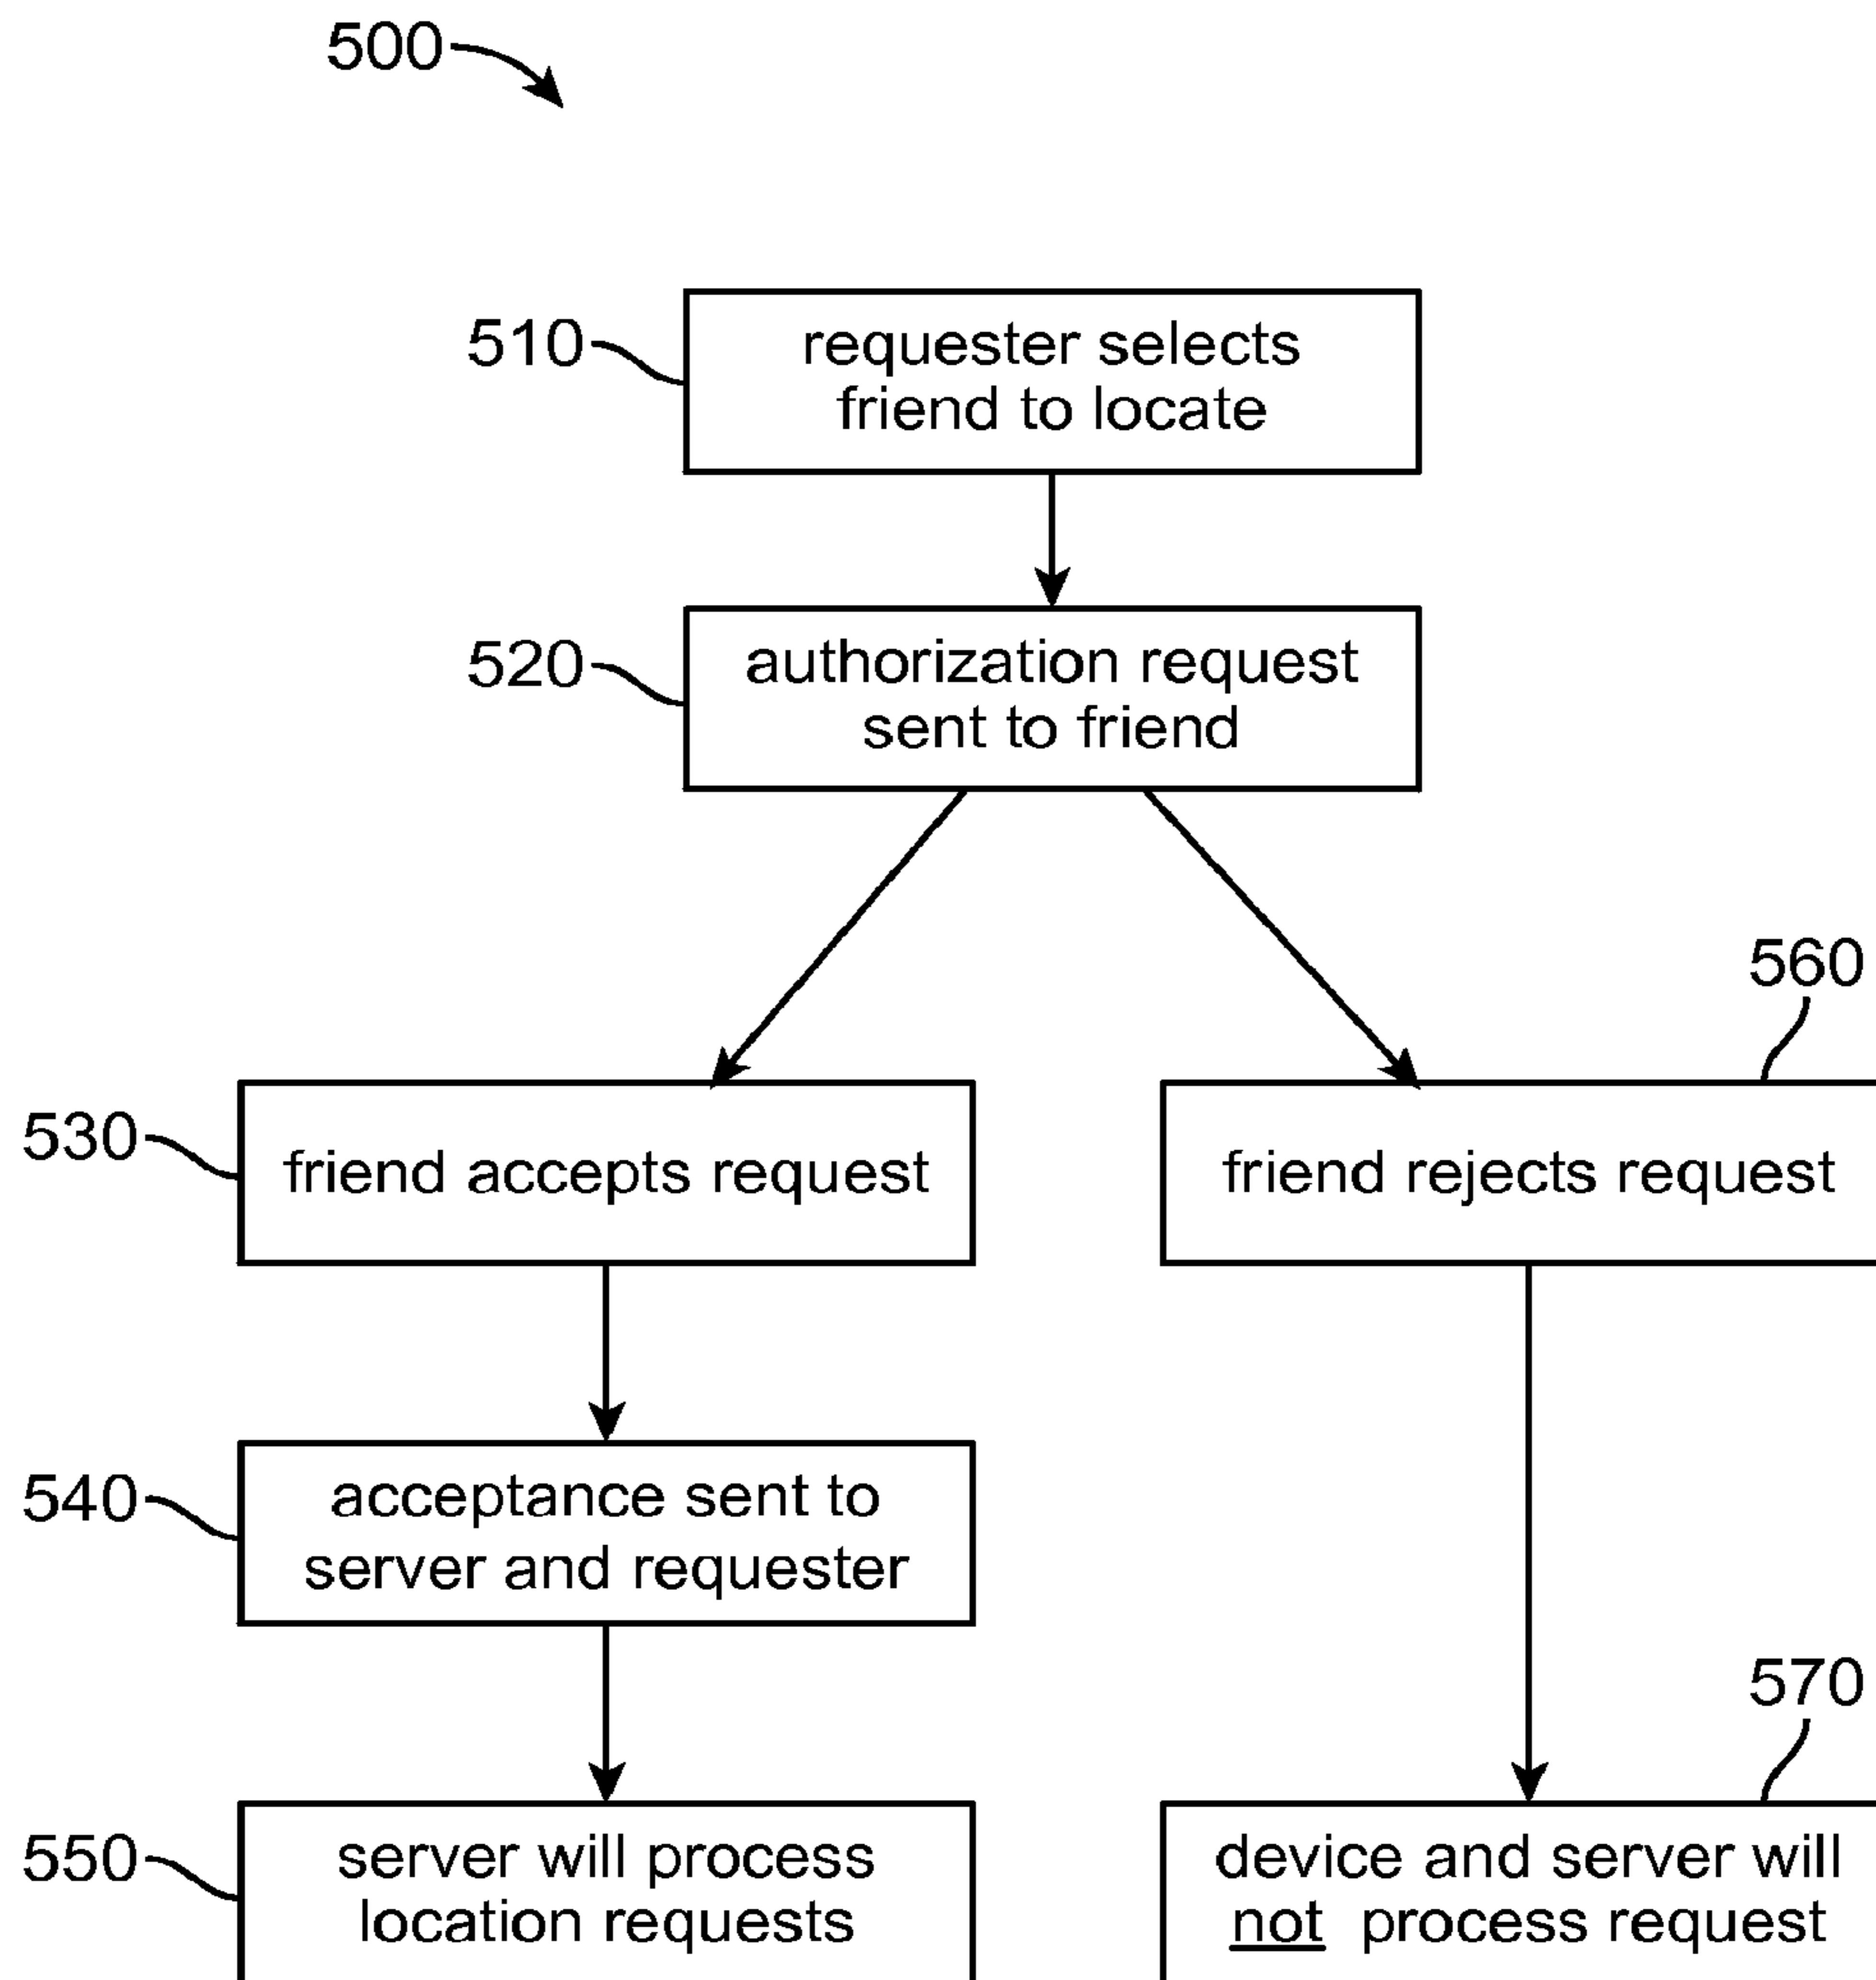 500
510
requester selects
friend to locate
520
authorization request
sent to friend
560
530
friend accepts request
friend rejects request
540
acceptance sent to
server and requester
570
550
server will process
location requests
device and server will
not process request